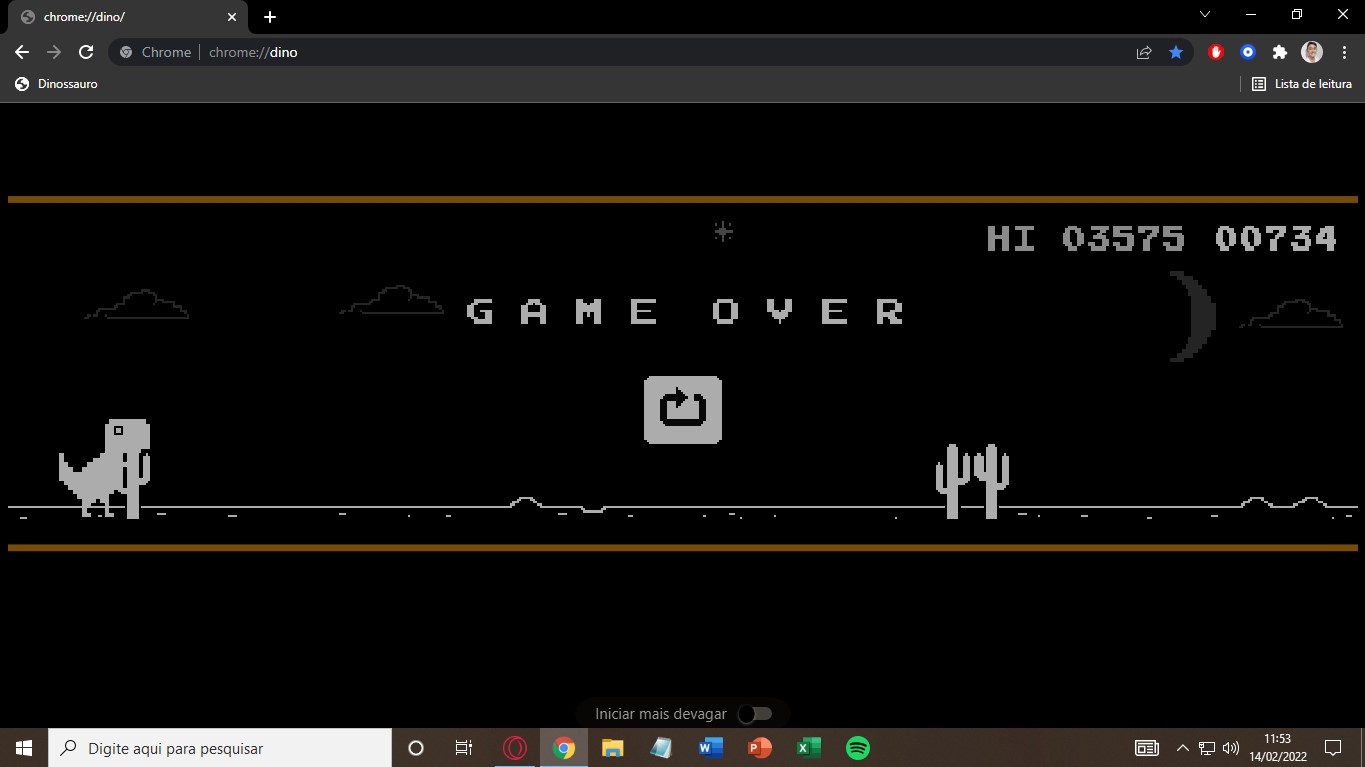 chrome://dino/
Chrome | chrome://dino
Dinossauro
Lista de leitura
HI 03575 00734
GAME OVER
Iniciar mais devagar
Digite aqui para pesquisar
11:53
14/02/2022